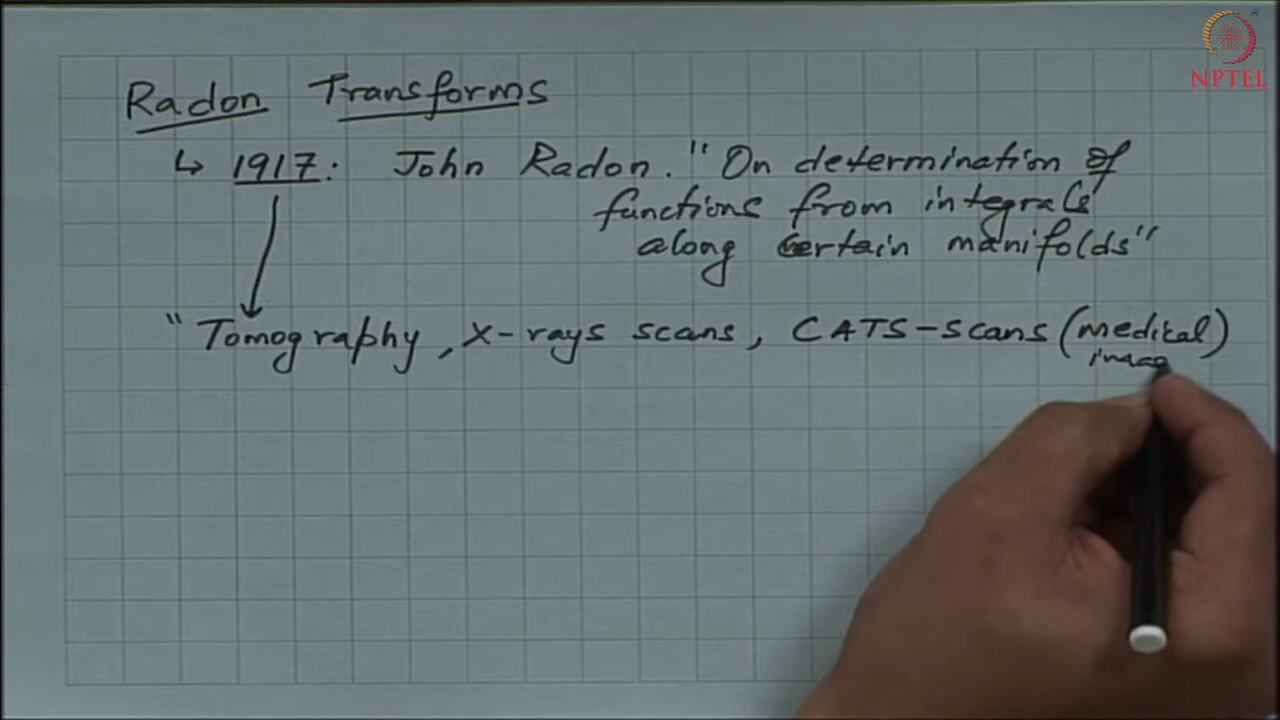 NPTEL
Radon Transforms
↳ 1917: John Radon. "On determination of
functions from integrals
along certain manifolds"
"Tomography, X-rays scans, CATS-scans (medical)
imag